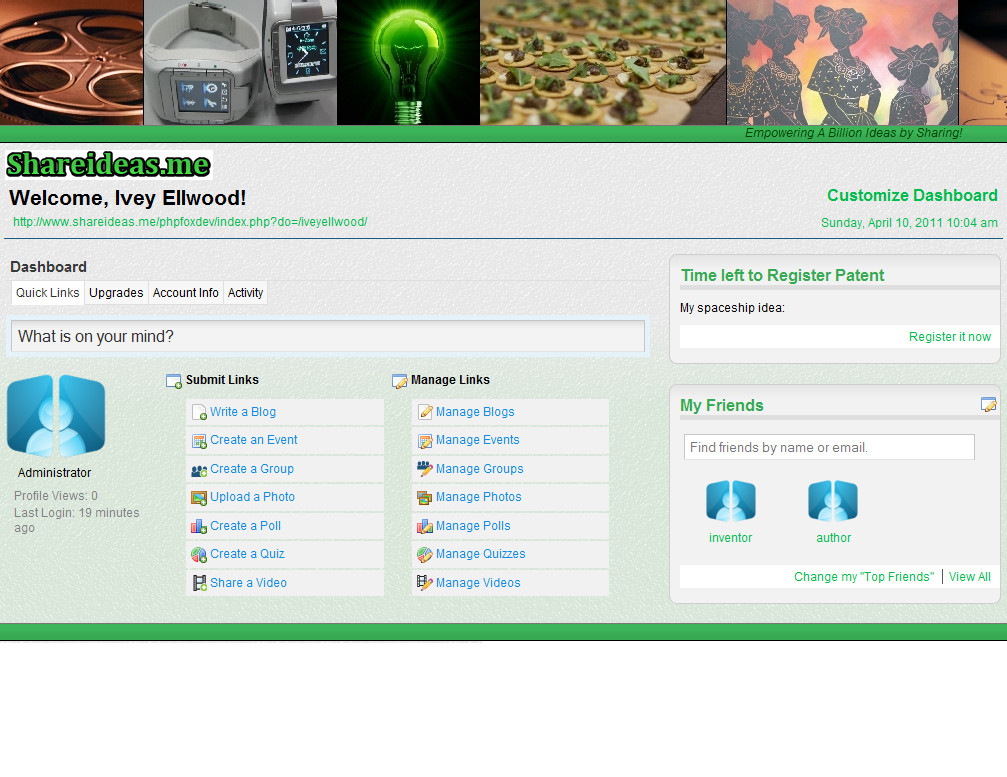 Empowering A Billion Ideas by Sharing!
Shareideas.me
Welcome, Ivey Ellwood!
http://www.shareideas.me/phpfoxdev/index.php?do=/iveyellwood/
Customize Dashboard
Sunday, April 10, 2011 10:04 am
Dashboard
Quick Links Upgrades Account Info Activity
What is on your mind?
Administrator
Profile Views: 0
Last Login: 19 minutes
ago
Submit Links
Write a Blog
Create an Event
Create a Group
Upload a Photo
Create a Poll
Create a Quiz
Share a Video
Manage Links
Manage Blogs
Manage Events
Manage Groups
Manage Photos
Manage Polls
Manage Quizzes
Manage Videos
Time left to Register Patent
My spaceship idea:
Register it now
My Friends
Find friends by name or email.
inventor author
Change my "Top Friends" | View All